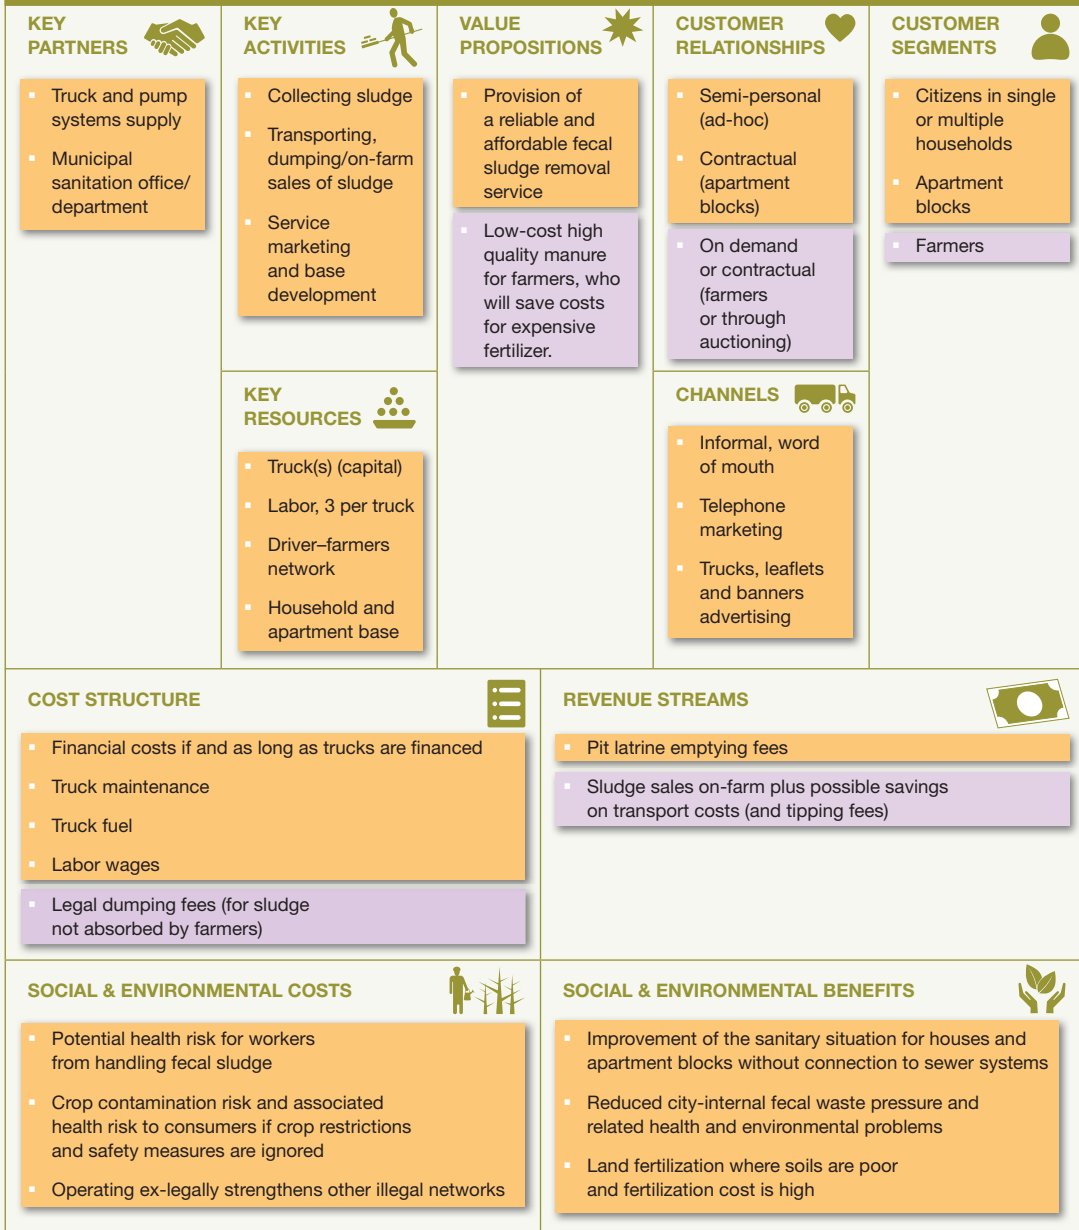 KEY
PARTNERS
Truck and pump
systems supply
Municipal
sanitation office/
department
KEY
ACTIVITIES
Collecting sludge
Transporting,
dumping/on-farm
sales of sludge
Service
marketing
and base
development
KEY
RESOURCES
Truck(s) (capital)
Labor, 3 per truck
Driver–farmers
network
Household and
apartment base
VALUE
PROPOSITIONS
Provision of
a reliable and
affordable fecal
sludge removal
service
Low-cost high
quality manure
for farmers, who
will save costs
for expensive
fertilizer.
CUSTOMER
RELATIONSHIPS
Semi-personal
(ad-hoc)
Contractual
(apartment
blocks)
On demand
or contractual
(farmers
or through
auctioning)
CHANNELS
Informal, word
of mouth
Telephone
marketing
Trucks, leaflets
and banners
advertising
CUSTOMER
SEGMENTS
Citizens in single
or multiple
households
Apartment
blocks
Farmers
COST STRUCTURE
Financial costs if and as long as trucks are financed
Truck maintenance
Truck fuel
Labor wages
Legal dumping fees (for sludge
not absorbed by farmers)
REVENUE STREAMS
Pit latrine emptying fees
Sludge sales on-farm plus possible savings
on transport costs (and tipping fees)
SOCIAL & ENVIRONMENTAL COSTS
Potential health risk for workers
from handling fecal sludge
Crop contamination risk and associated
health risk to consumers if crop restrictions
and safety measures are ignored
Operating ex-legally strengthens other illegal networks
SOCIAL & ENVIRONMENTAL BENEFITS
Improvement of the sanitary situation for houses and
apartment blocks without connection to sewer systems
Reduced city-internal fecal waste pressure and
related health and environmental problems
Land fertilization where soils are poor
and fertilization cost is high